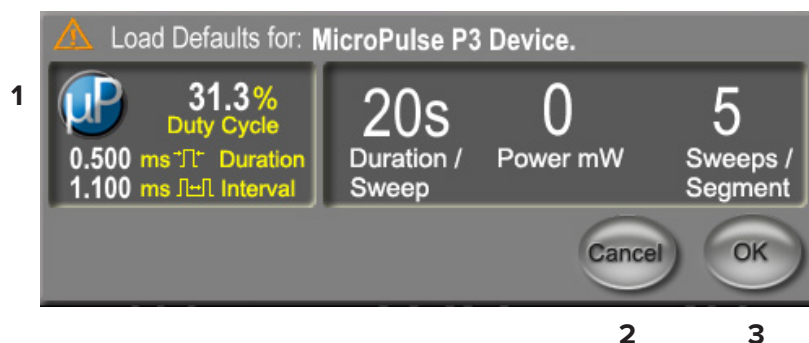 Load Defaults for: MicroPulse P3 Device.
1
µP
31.3%
Duty Cycle
0.500 ms Duration
1.100 ms Interval
20s
Duration /
Sweep
0
Power mW
5
Sweeps /
Segment
Cancel
OK
2
3